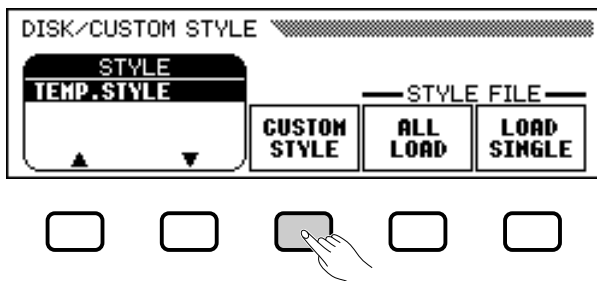 DISK/CUSTOM STYLE
STYLE
TEMP.STYLE
STYLE FILE
CUSTOM STYLE
ALL LOAD
LOAD SINGLE